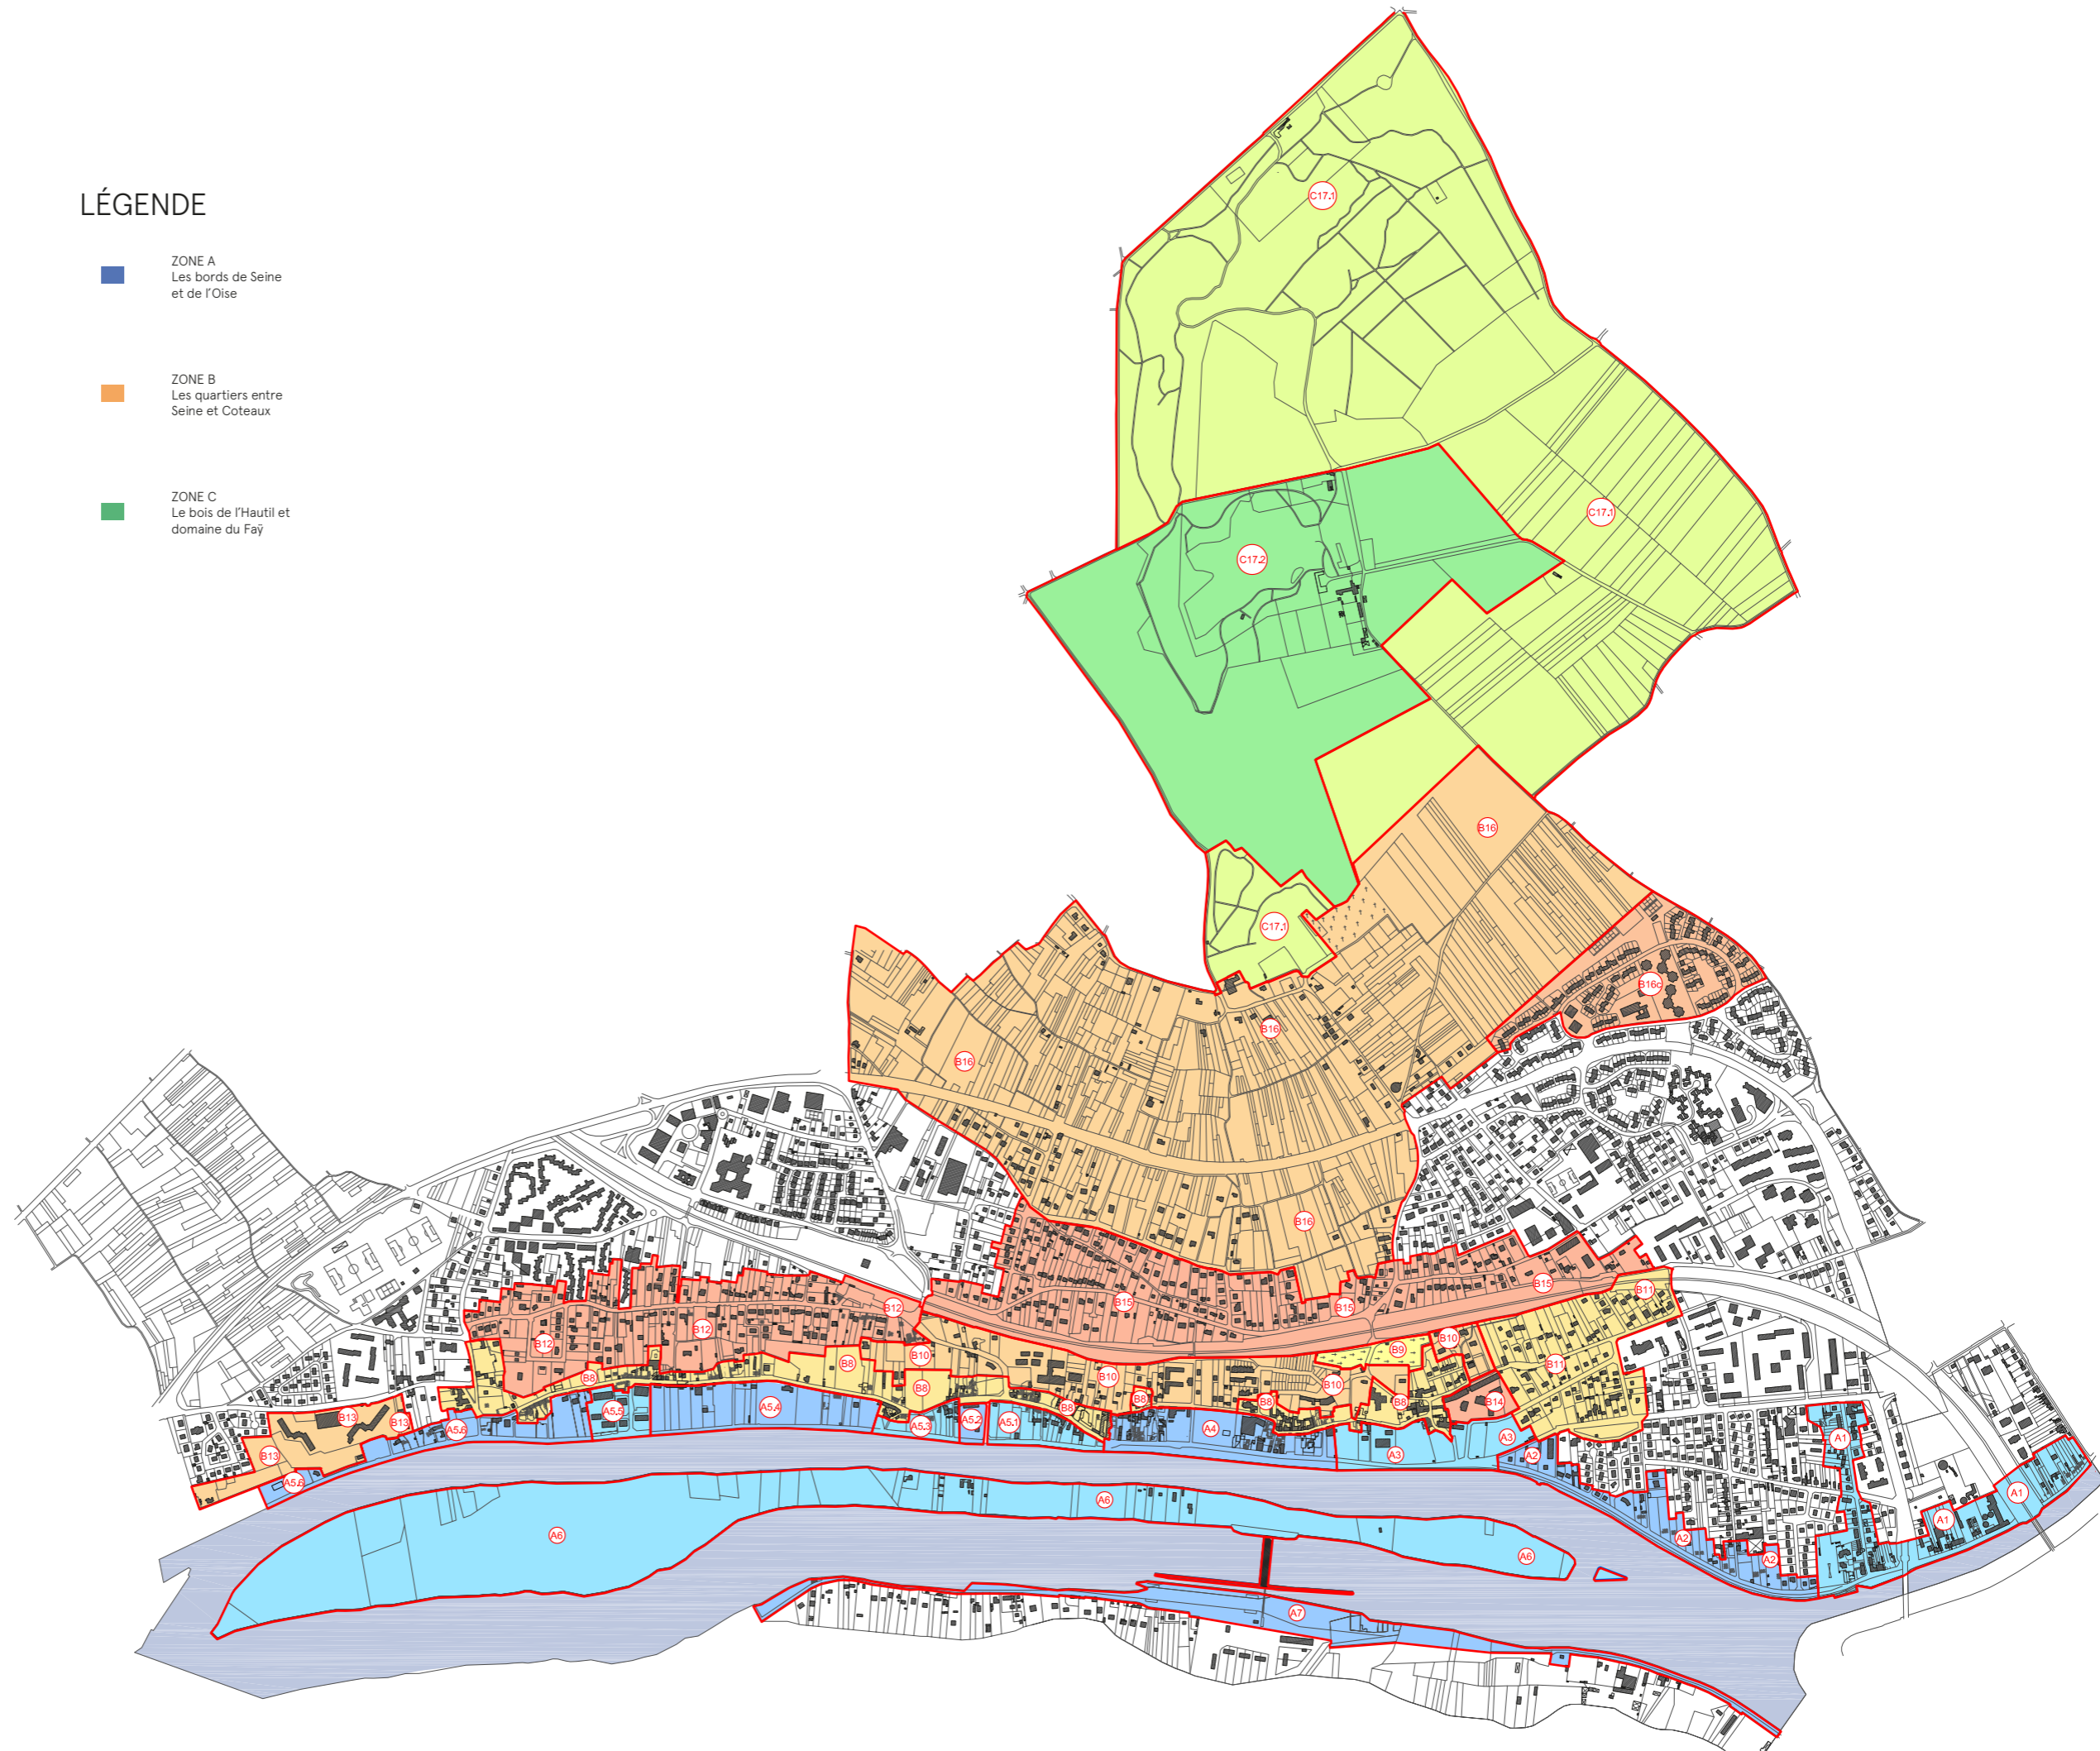 LÉGENDE
ZONE A
Les bords de Seine
et de l'Oise
ZONE B
Les quartiers entre
Seine et Coteaux
ZONE C
Le bois de l'Hautil et
domaine du Faÿ
C17.1
C17.1
C17.2
B16
C17.1
B16c
B16
B16
B16
B15
B11
B15
B15
B12
B12
B12
B10
B9
B10
B8
B11
B8
B10
B10
B8
B8
B8
B8
B8
B14
A5.5
A5.4
B13
B13
A5.6
A5.3
A5.2
A5.1
A4
A3
A1
B13
A3
A2
A5.6
A1
A6
A1
A6
A2
A6
A2
A7